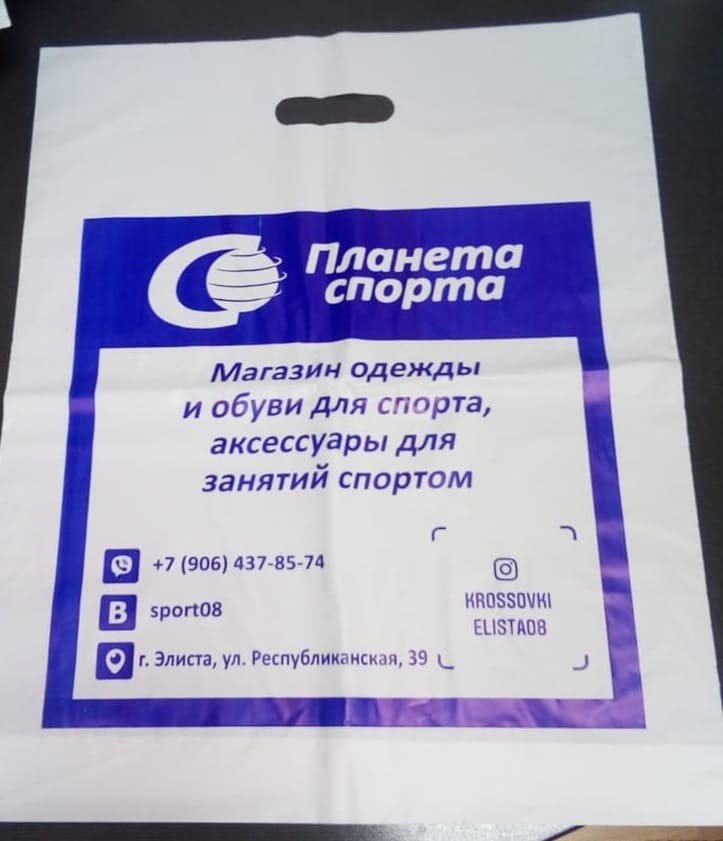 Планета
спорта
Магазин одежды
и обуви для спорта,
аксессуары для
занятий спортом
+7 (906) 437-85-74
B sport08
г. Элиста, ул. Республиканская, 39
KROSSOVKI
ELISTA08